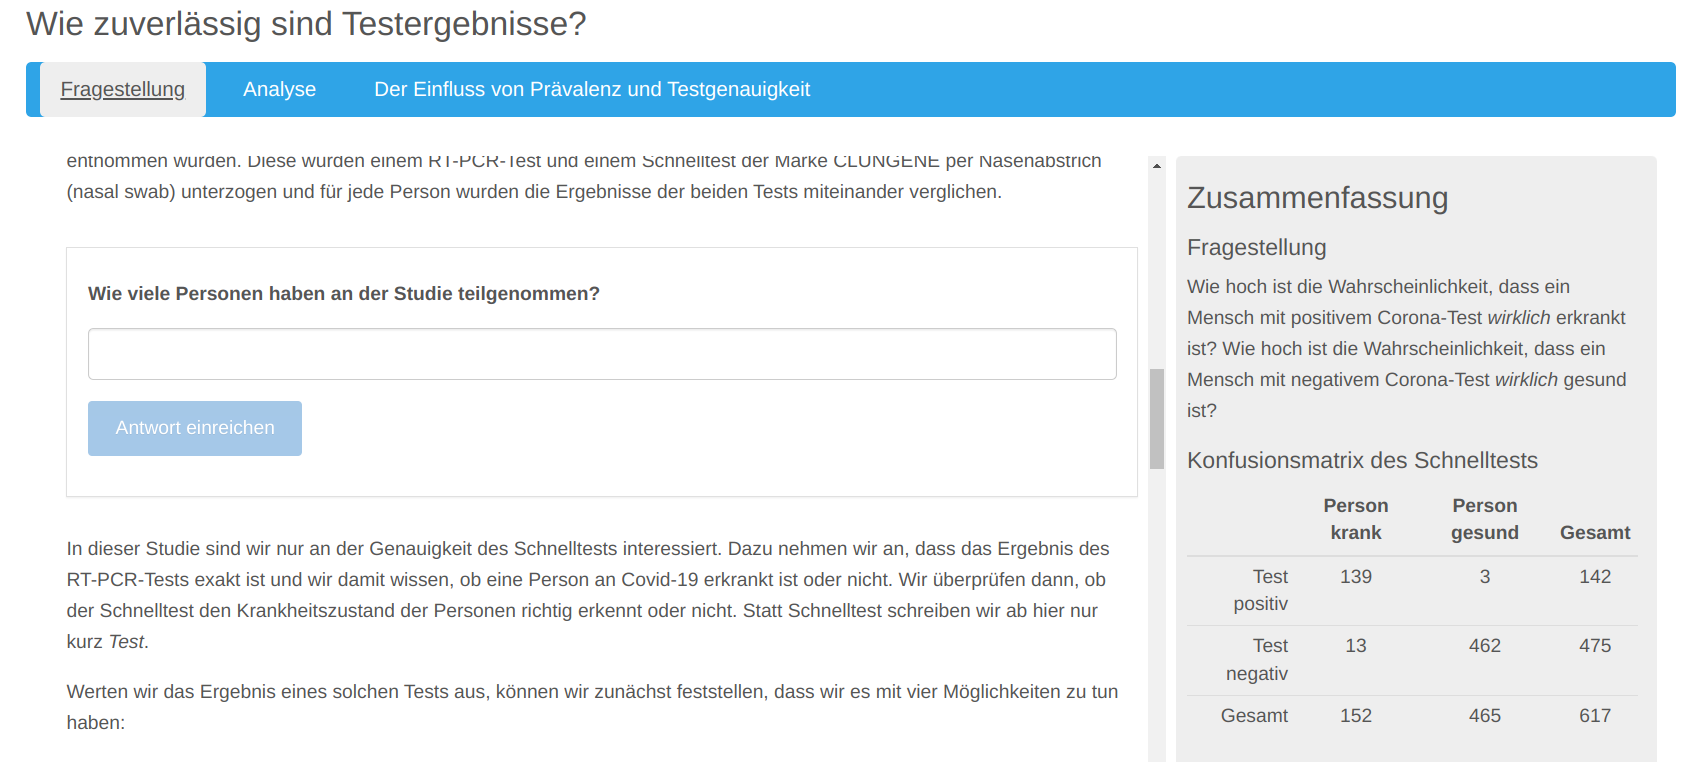 Wie zuverlässig sind Testergebnisse?
Fragestellung
Analyse
Der Einfluss von Prävalenz und Testgenauigkeit
entnommen wurden. Diese wurden einem RT-PCR-Test und einem Schnelltest der Marke CLUNGENE per Nasenabstrich
(nasal swab) unterzogen und für jede Person wurden die Ergebnisse der beiden Tests miteinander verglichen.
Wie viele Personen haben an der Studie teilgenommen?
Antwort einreichen
In dieser Studie sind wir nur an der Genauigkeit des Schnelltests interessiert. Dazu nehmen wir an, dass das Ergebnis des
RT-PCR-Tests exakt ist und wir damit wissen, ob eine Person an Covid-19 erkrankt ist oder nicht. Wir überprüfen dann, ob
der Schnelltest den Krankheitszustand der Personen richtig erkennt oder nicht. Statt Schnelltest schreiben wir ab hier nur
kurz Test.
Werten wir das Ergebnis eines solchen Tests aus, können wir zunächst feststellen, dass wir es mit vier Möglichkeiten zu tun
haben:
Zusammenfassung
Fragestellung
Wie hoch ist die Wahrscheinlichkeit, dass ein
Mensch mit positivem Corona-Test wirklich erkrankt
ist? Wie hoch ist die Wahrscheinlichkeit, dass ein
Mensch mit negativem Corona-Test wirklich gesund
ist?
Konfusionsmatrix des Schnelltests
Person krank Person gesund Gesamt
Test positiv 139 3 142
Test negativ 13 462 475
Gesamt 152 465 617